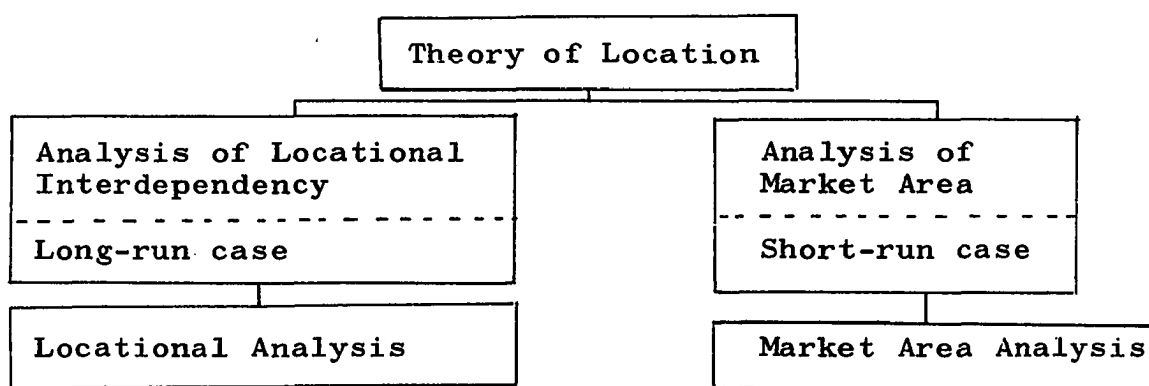 Theory of Location
Analysis of Locational
Interdependency
Long-run case
Locational Analysis
Analysis of
Market Area
Short-run case
Market Area Analysis